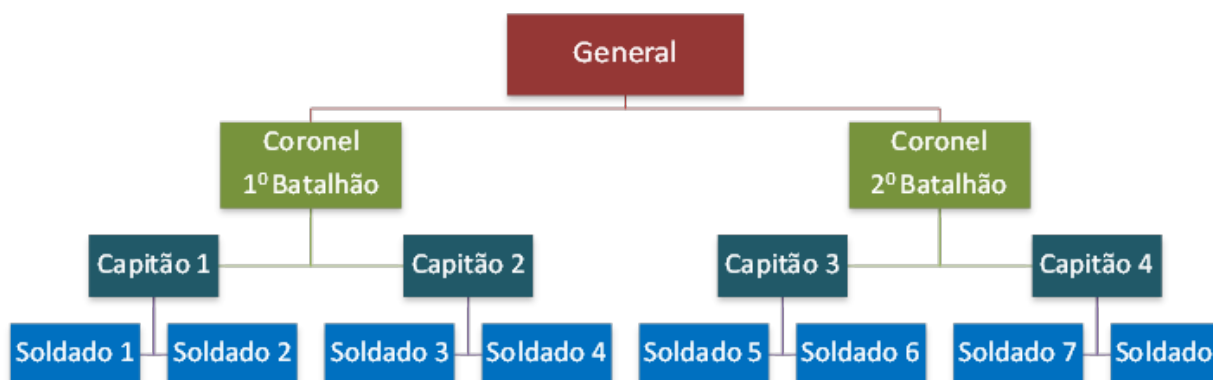 General
Coronel
1º Batalhão
Coronel
2º Batalhão
Capitão 1
Capitão 2
Capitão 3
Capitão 4
Soldado 1
Soldado 2
Soldado 3
Soldado 4
Soldado 5
Soldado 6
Soldado 7
Soldado